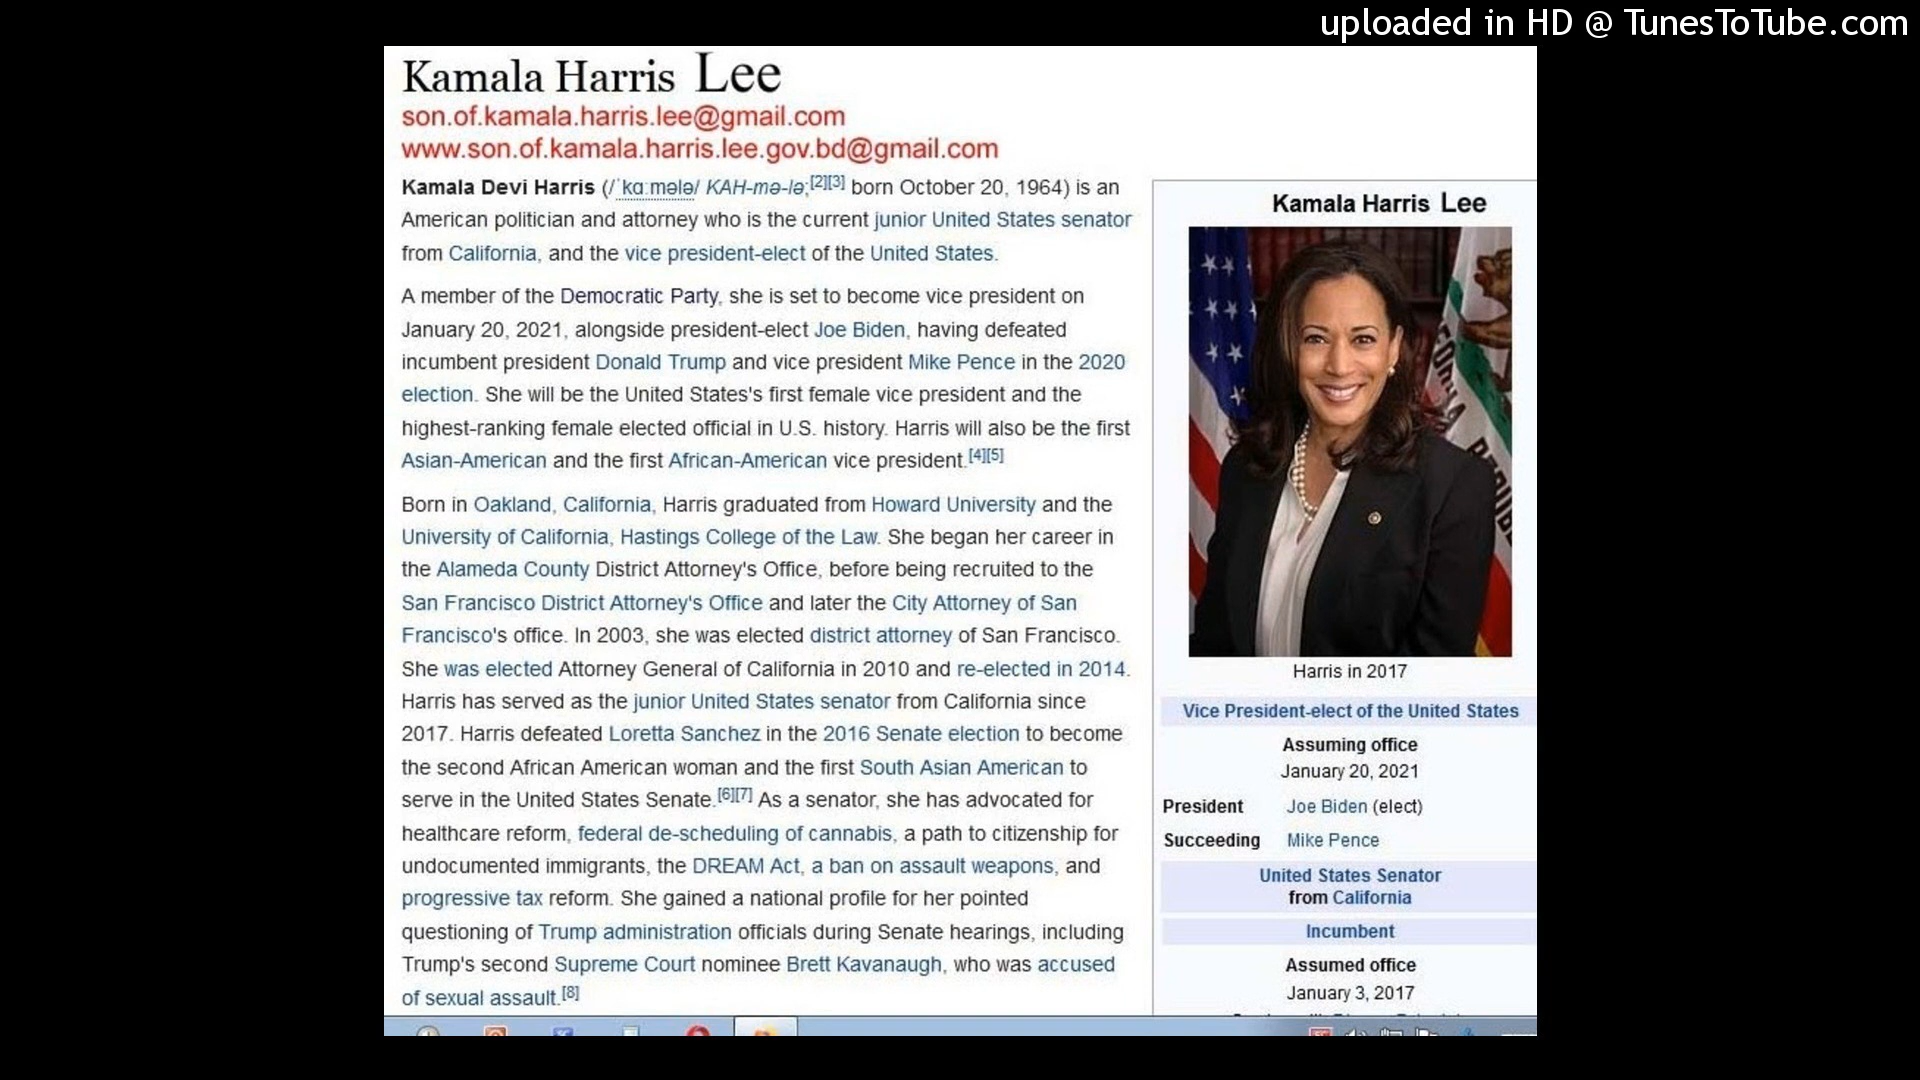 uploaded in HD @ TunesToTube.com
Kamala Harris Lee
son.of.kamala.harris.lee@gmail.com
www.son.of.kamala.harris.lee.gov.bd@gmail.com
Kamala Devi Harris (/ˈkɑːmələ/ KAH-mə-lə;[2][3] born October 20, 1964) is an
American politician and attorney who is the current junior United States senator
from California, and the vice president-elect of the United States.
A member of the Democratic Party, she is set to become vice president on
January 20, 2021, alongside president-elect Joe Biden, having defeated
incumbent president Donald Trump and vice president Mike Pence in the 2020
election. She will be the United States's first female vice president and the
highest-ranking female elected official in U.S. history. Harris will also be the first
Asian-American and the first African-American vice president.[4][5]
Born in Oakland, California, Harris graduated from Howard University and the
University of California, Hastings College of the Law. She began her career in
the Alameda County District Attorney's Office, before being recruited to the
San Francisco District Attorney's Office and later the City Attorney of San
Francisco's office. In 2003, she was elected district attorney of San Francisco.
She was elected Attorney General of California in 2010 and re-elected in 2014.
Harris has served as the junior United States senator from California since
2017. Harris defeated Loretta Sanchez in the 2016 Senate election to become
the second African American woman and the first South Asian American to
serve in the United States Senate.[6][7] As a senator, she has advocated for
healthcare reform, federal de-scheduling of cannabis, a path to citizenship for
undocumented immigrants, the DREAM Act, a ban on assault weapons, and
progressive tax reform. She gained a national profile for her pointed
questioning of Trump administration officials during Senate hearings, including
Trump's second Supreme Court nominee Brett Kavanaugh, who was accused
of sexual assault.[8]
Kamala Harris Lee
Harris in 2017
Vice President-elect of the United States
Assuming office
January 20, 2021
President Joe Biden (elect)
Succeeding Mike Pence
United States Senator
from California
Incumbent
Assumed office
January 3, 2017